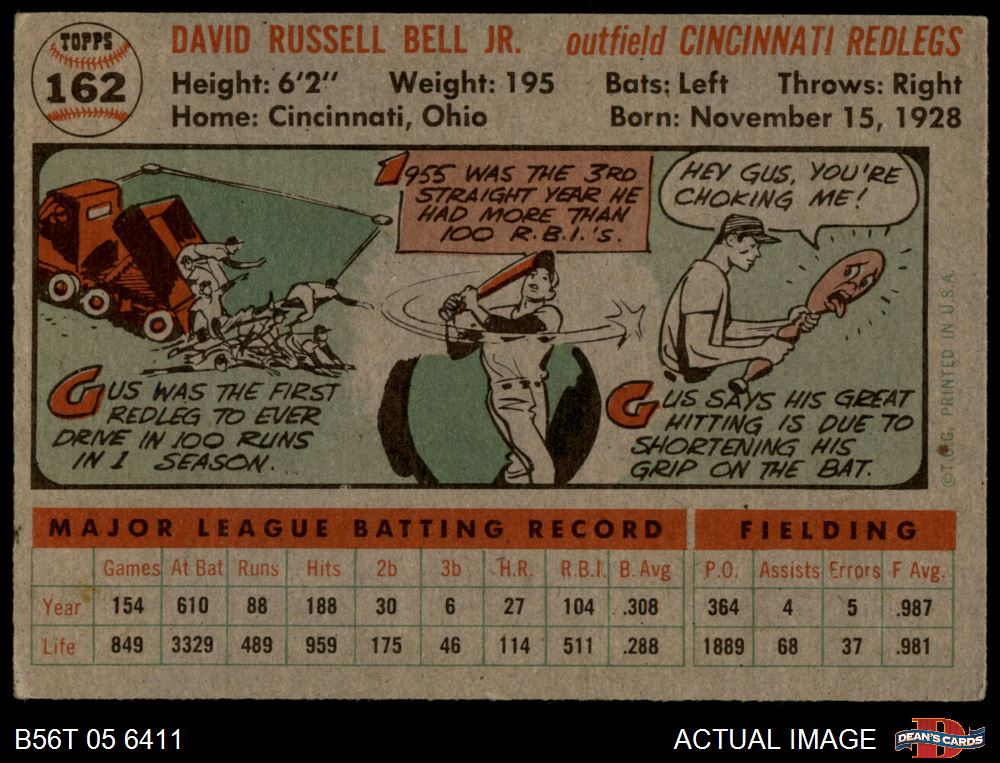 TOPPS
162
DAVID RUSSELL BELL JR. outfield CINCINNATI REDLEGS
Height: 6'2" Weight: 195 Bats: Left Throws: Right
Home: Cincinnati, Ohio Born: November 15, 1928
GUS WAS THE FIRST
REDLEG TO EVER
DRIVE IN 100 RUNS
IN 1 SEASON.
1955 WAS THE 3RD
STRAIGHT YEAR HE
HAD MORE THAN
100 R.B.I.'S.
HEY GUS, YOU'RE
CHOKING ME!
GUS SAYS HIS GREAT
HITTING IS DUE TO
SHORTENING HIS
GRIP ON THE BAT.
© T.C.G. PRINTED IN U.S.A.
MAJOR LEAGUE BATTING RECORD FIELDING
Games At Bat Runs Hits 2b 3b H.R. R.B.I. B. Avg P.O. Assists Errors F Avg.
Year 154 610 88 188 30 6 27 104 .308 364 4 5 .987
Life 849 3329 489 959 175 46 114 511 .288 1889 68 37 .981
B56T 05 6411 ACTUAL IMAGE DEAN'S CARDS